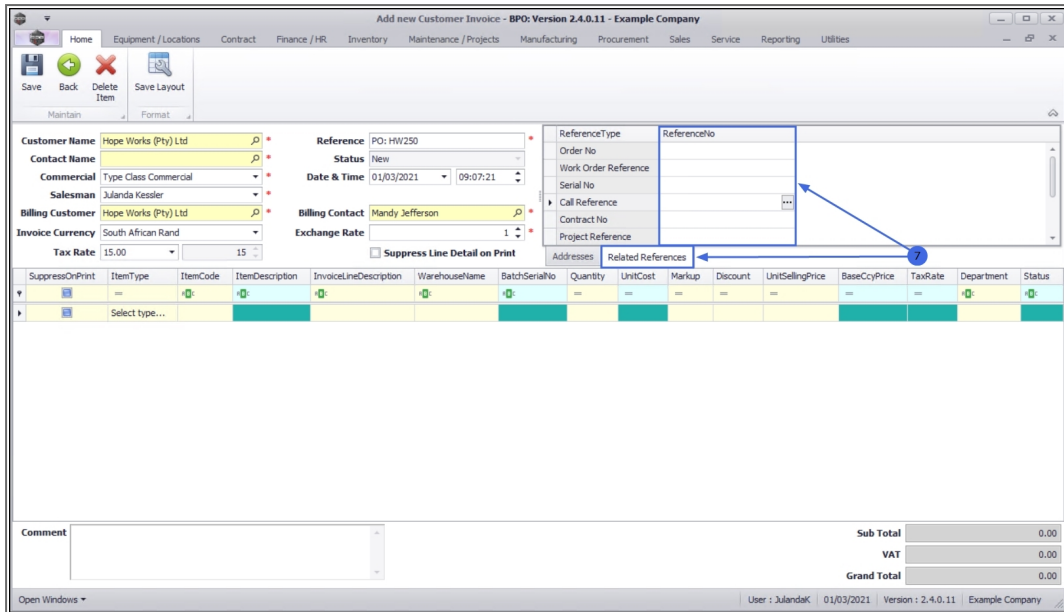 Add new Customer Invoice - BPO: Version 2.4.0.11 - Example Company
Home Equipment / Locations Contract Finance / HR Inventory Maintenance / Projects Manufacturing Procurement Sales Service Reporting Utilities
Save Back Delete Item Save Layout
Maintain Format
Customer Name Hope Works (Pty) Ltd * Reference PO: HW250 *
Contact Name * Status New
Commercial Type Class Commercial * Date & Time 01/03/2021 09:07:21
Salesman Julanda Kessler *
Billing Customer Hope Works (Pty) Ltd * Billing Contact Mandy Jefferson *
Invoice Currency South African Rand Exchange Rate 1 *
Tax Rate 15.00 15 Suppress Line Detail on Print
ReferenceType ReferenceNo
Order No
Work Order Reference
Serial No
Call Reference ...
Contract No
Project Reference
Addresses Related References
7
SuppressOnPrint ItemType ItemCode ItemDescription InvoiceLineDescription WarehouseName BatchSerialNo Quantity UnitCost Markup Discount UnitSellingPrice BaseCcyPrice TaxRate Department Status
Select type...
Comment
Sub Total 0.00
VAT 0.00
Grand Total 0.00
Open Windows User : JulandaK 01/03/2021 Version : 2.4.0.11 Example Company